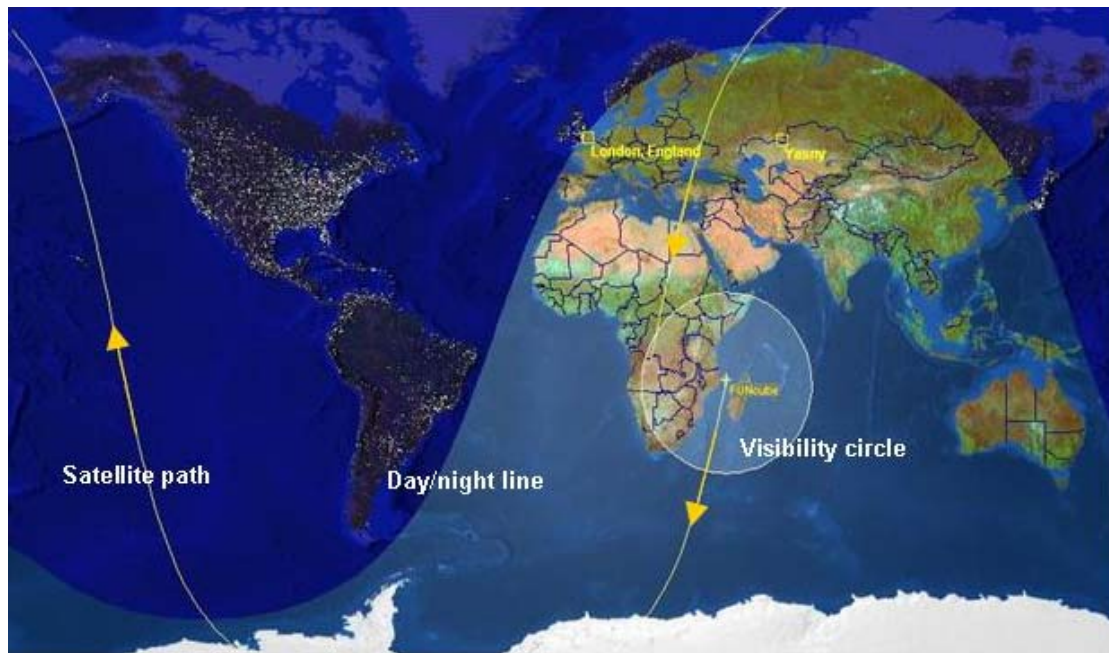 London, England
Yasny
FUNcube
Visibility circle
Satellite path
Day/night line